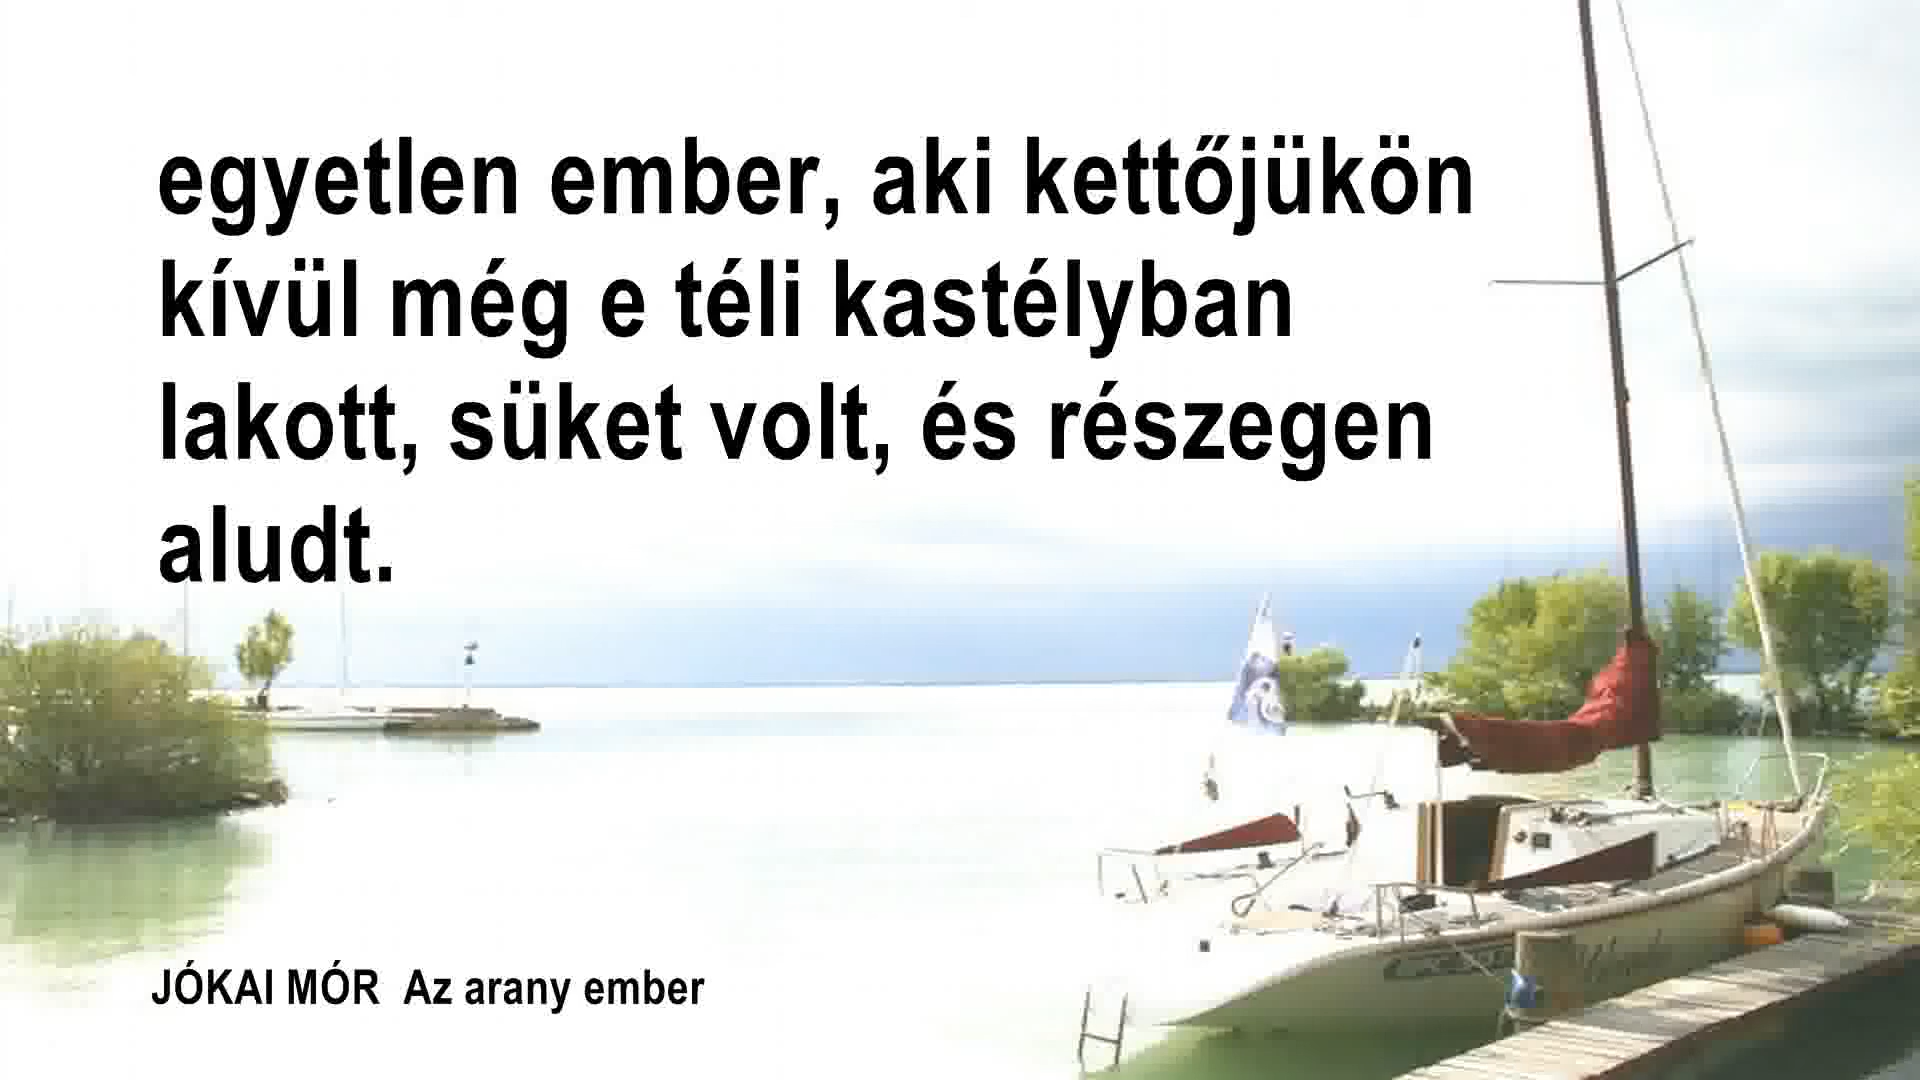 egyetlen ember, aki kettőjükön
kívül még e téli kastélyban
lakott, süket volt, és részegen
aludt.
JÓKAI MÓR Az arany ember